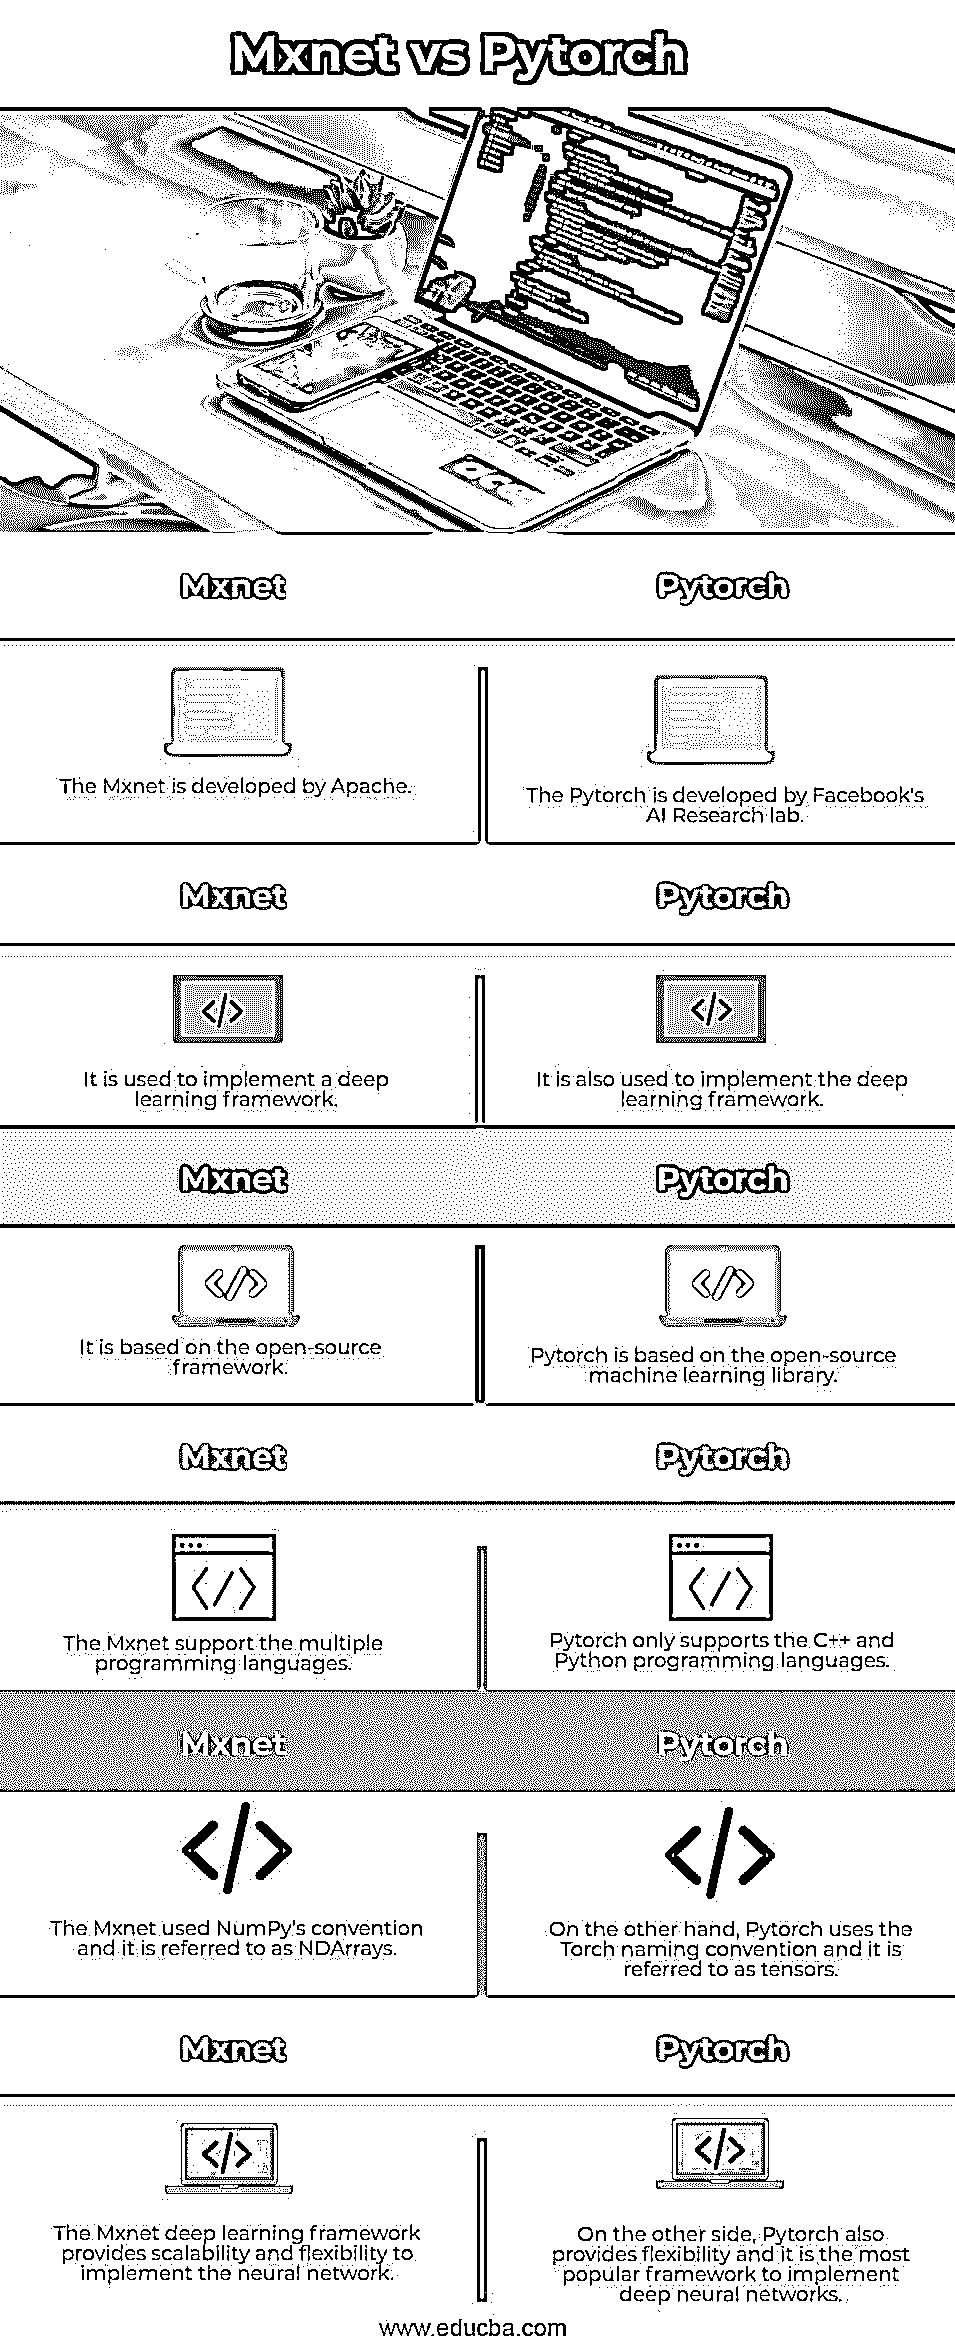 Mxnet vs Pytorch
Mxnet
Pytorch
The Mxnet is developed by Apache.
The Pytorch is developed by Facebook's
AI Research lab.
Mxnet
Pytorch
It is used to implement a deep
learning framework.
It is also used to implement the deep
learning framework.
Mxnet
Pytorch
It is based on the open-source
framework.
Pytorch is based on the open-source
machine learning library.
Mxnet
Pytorch
The Mxnet support the multiple
programming languages.
Pytorch only supports the C++ and
Python programming languages.
Mxnet
Pytorch
The Mxnet used NumPy's convention
and it is referred to as NDArrays.
On the other hand, Pytorch uses the
Torch naming convention and it is
referred to as tensors.
Mxnet
Pytorch
The Mxnet deep learning framework
provides scalability and flexibility to
implement the neural network.
On the other side, Pytorch also
provides flexibility and it is the most
popular framework to implement
deep neural networks.
www.educba.com